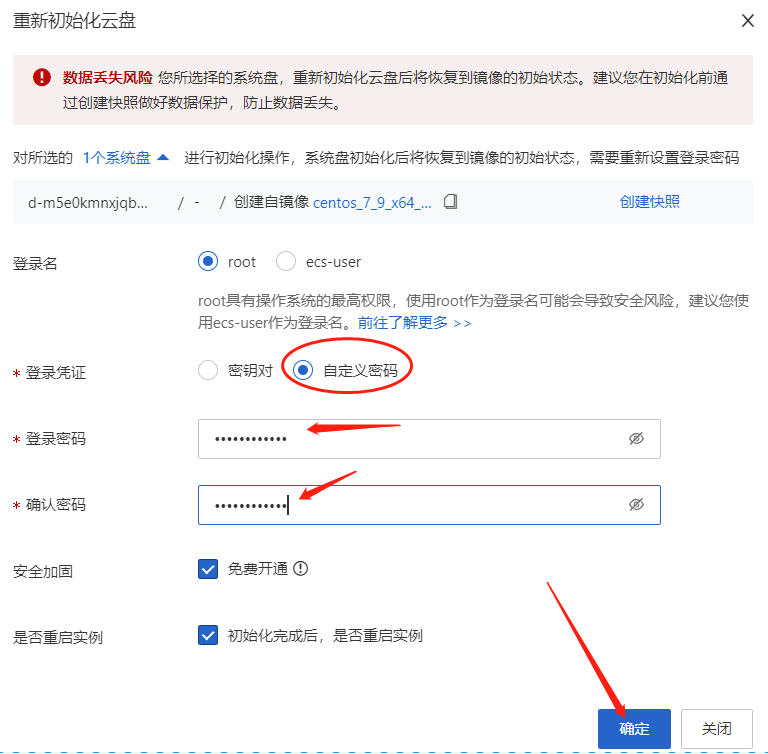 重新初始化云盘
数据丢失风险 您所选择的系统盘，重新初始化云盘后将恢复到镜像的初始状态。建议您在初始化前通
过创建快照做好数据保护，防止数据丢失。
对所选的 1个系统盘 进行初始化操作，系统盘初始化后将恢复到镜像的初始状态，需要重新设置登录密码
d-m5e0kmnxjqb... / - / 创建自镜像 centos_7_9_x64_... 创建快照
登录名 root ecs-user
root具有操作系统的最高权限，使用root作为登录名可能会导致安全风险，建议您使
用ecs-user作为登录名。前往了解更多 >>
* 登录凭证 密钥对 自定义密码
* 登录密码 ••••••••••••
* 确认密码 ••••••••••••
安全加固 免费开通
是否重启实例 初始化完成后，是否重启实例
确定 关闭